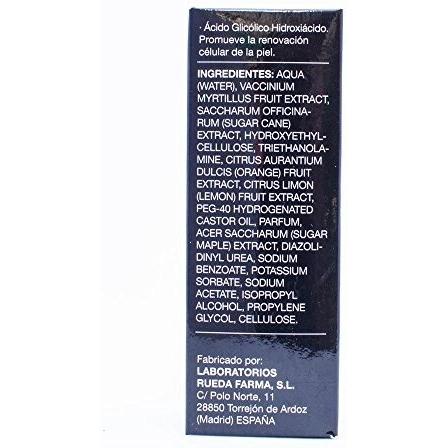 · Ácido Glicólico Hidroxiácido.
Promueve la renovación
célular de la piel.
INGREDIENTES: AQUA
(WATER), VACCINIUM
MYRTILLUS FRUIT EXTRACT,
SACCHARUM OFFICINA-
RUM (SUGAR CANE)
EXTRACT, HYDROXYETHYL-
CELLULOSE, TRIETHANOLA-
MINE, CITRUS AURANTIUM
DULCIS (ORANGE) FRUIT
EXTRACT, CITRUS LIMON
(LEMON) FRUIT EXTRACT,
PEG-40 HYDROGENATED
CASTOR OIL, PARFUM,
ACER SACCHARUM (SUGAR
MAPLE) EXTRACT, DIAZOLI-
DINYL UREA, SODIUM
BENZOATE, POTASSIUM
SORBATE, SODIUM
ACETATE, ISOPROPYL
ALCOHOL, PROPYLENE
GLYCOL, CELLULOSE.
Fabricado por:
LABORATORIOS
RUEDA FARMA, S.L.
C/ Polo Norte, 11
28850 Torrejón de Ardoz
(Madrid) ESPAÑA